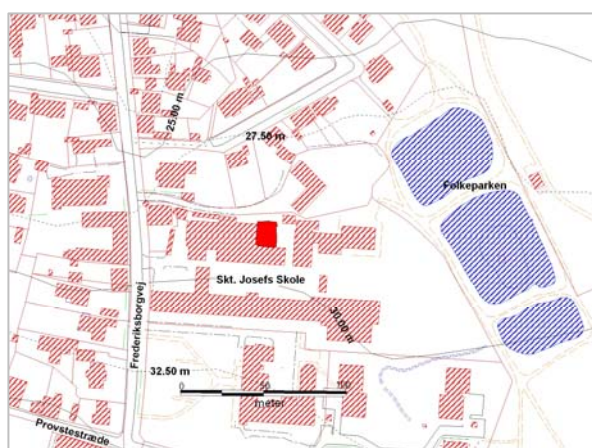 25.00 m
27.50 m
Folkeparken
Skt. Josefs Skole
30.00 m
Frederiksborgvej
32.50 m
0 50 100
meter
Provstestræde